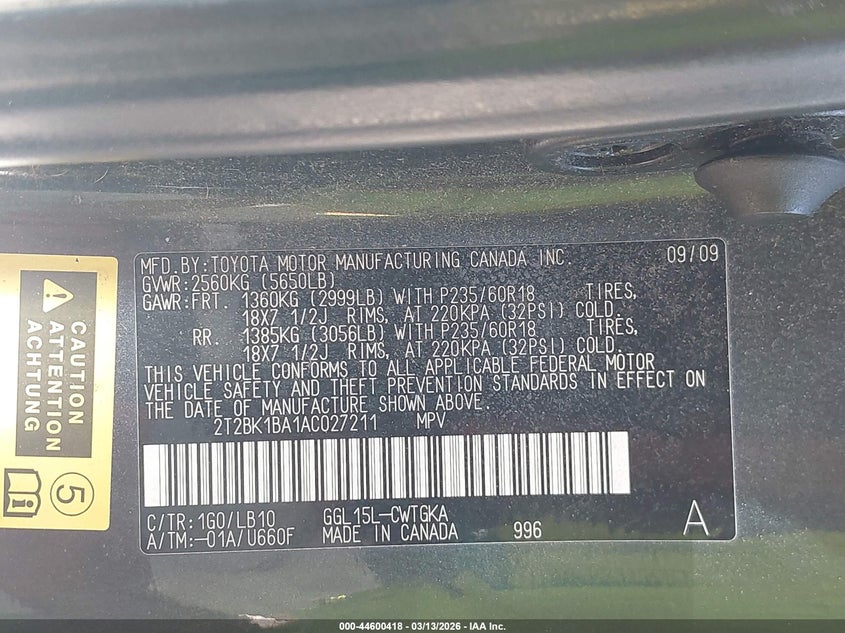 MFD.BY:TOYOTA MOTOR MANUFACTURING CANADA INC. 09/09
GVWR:2560KG (5650LB)
GAWR:FRT. 1360KG (2999LB) WITH P235/60R18 TIRES,
18X7 1/2J RIMS, AT 220KPA (32PSI) COLD.
RR. 1385KG (3056LB) WITH P235/60R18 TIRES,
18X7 1/2J RIMS, AT 220KPA (32PSI) COLD.
THIS VEHICLE CONFORMS TO ALL APPLICABLE FEDERAL MOTOR
VEHICLE SAFETY AND THEFT PREVENTION STANDARDS IN EFFECT ON
THE DATE OF MANUFACTURE SHOWN ABOVE.
2T2BK1BA1AC027211 MPV
C/TR:1G0/LB10 GGL15L-CWTGKA
A/TM:-01A/U660F MADE IN CANADA 996 A
CAUTION
ATTENTION
ACHTUNG
5
000-44600418 - 03/13/2026 - IAA Inc.